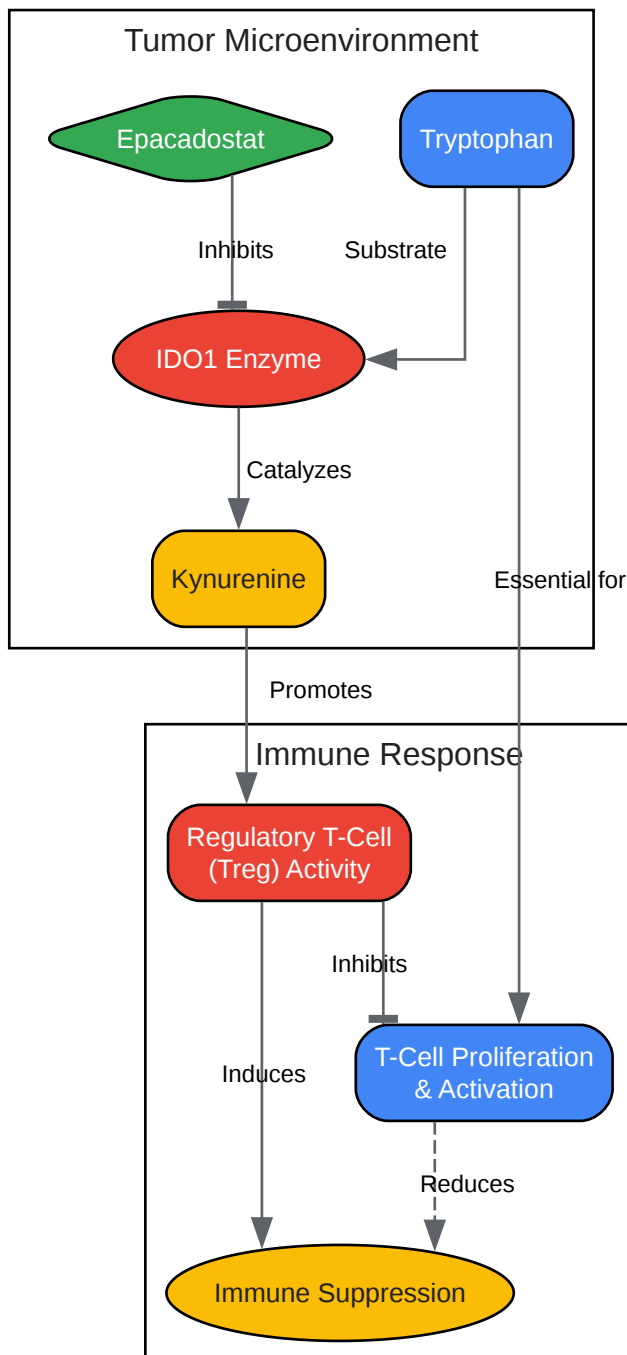 Tumor Microenvironment
Epacadostat
Tryptophan
Inhibits
Substrate
IDO1 Enzyme
Catalyzes
Kynurenine
Essential for
Promotes
Immune Response
Regulatory T-Cell
(Treg) Activity
Inhibits
T-Cell Proliferation
& Activation
Induces
Reduces
Immune Suppression